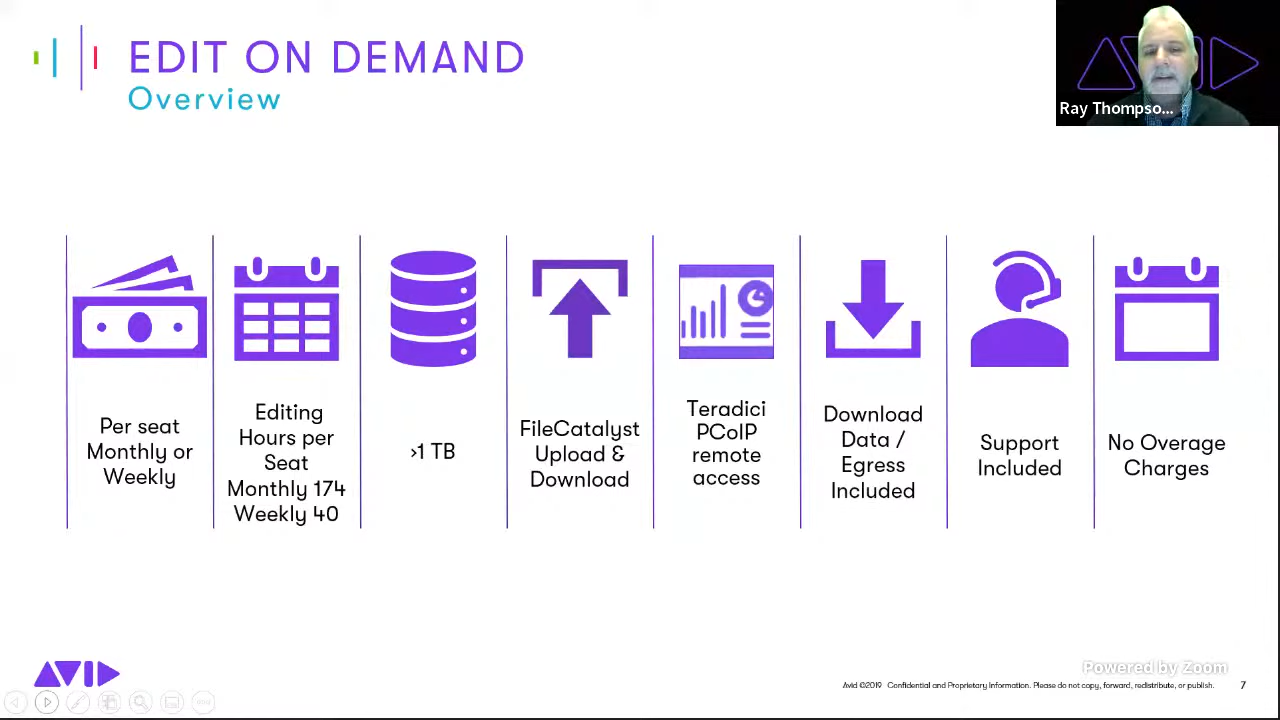 EDIT ON DEMAND
Overview
AVID
Ray Thompso...
Per seat
Monthly or
Weekly
Editing
Hours per
Seat
Monthly 174
Weekly 40
>1 TB
FileCatalyst
Upload &
Download
Teradici
PCoIP
remote
access
Download
Data /
Egress
Included
Support
Included
No Overage
Charges
AVID
Powered by Zoom
Avid ©2019 Confidential and Proprietary Information. Please do not copy, forward, redistribute, or publish.
7